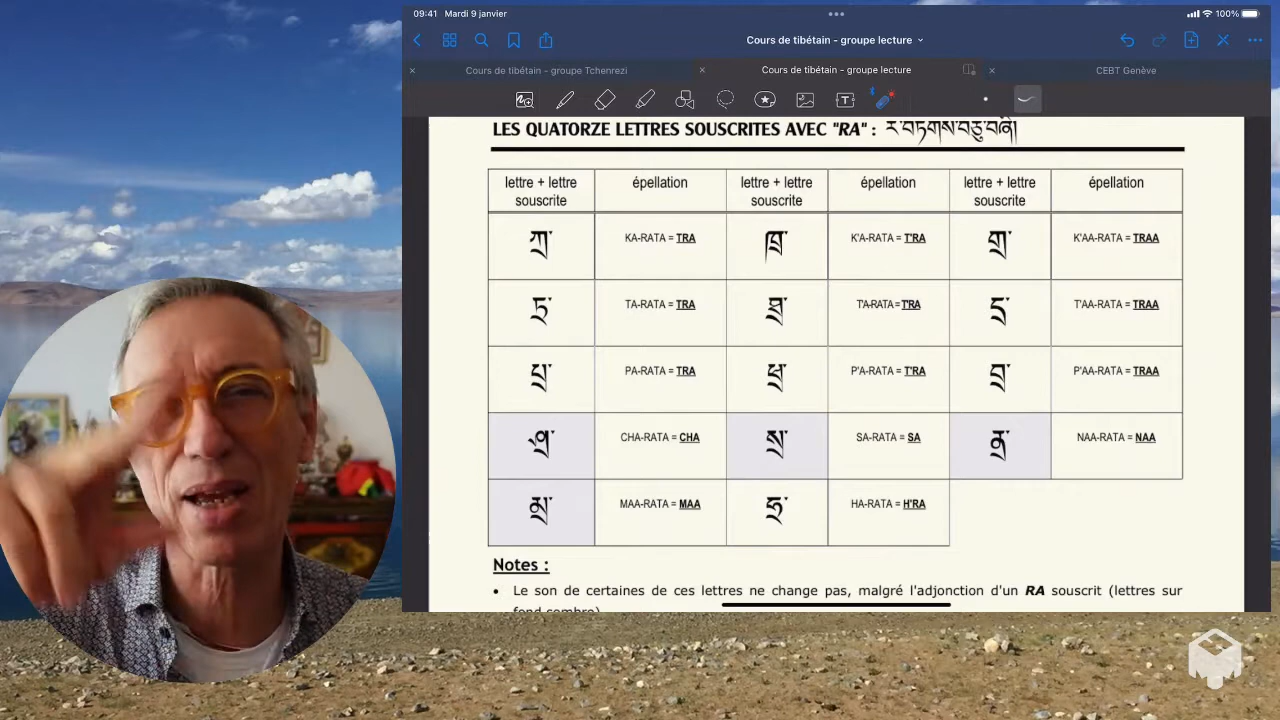 09:41 Mardi 9 janvier
100%
Cours de tibétain - groupe lecture
Cours de tibétain - groupe Tchenrezi
Cours de tibétain - groupe lecture
CEBT Genève
LES QUATORZE LETTRES SOUSCRITES AVEC "RA" : ར་བཏགས་བཅུ་བཞི།
lettre + lettre souscrite épellation lettre + lettre souscrite épellation lettre + lettre souscrite épellation
ཀྲ་ KA-RATA = TRA ཁྲ་ K'A-RATA = T'RA གྲ་ K'AA-RATA = TRAA
ཏྲ་ TA-RATA = TRA ཐྲ་ T'A-RATA = T'RA དྲ་ T'AA-RATA = TRAA
པྲ་ PA-RATA = TRA ཕྲ་ P'A-RATA = T'RA བྲ་ P'AA-RATA = TRAA
ཤྲ་ CHA-RATA = CHA སྲ་ SA-RATA = SA ནྲ་ NAA-RATA = NAA
མྲ་ MAA-RATA = MAA ཧྲ་ HA-RATA = H'RA
Notes :
• Le son de certaines de ces lettres ne change pas, malgré l'adjonction d'un RA souscrit (lettres sur
fond sombre)